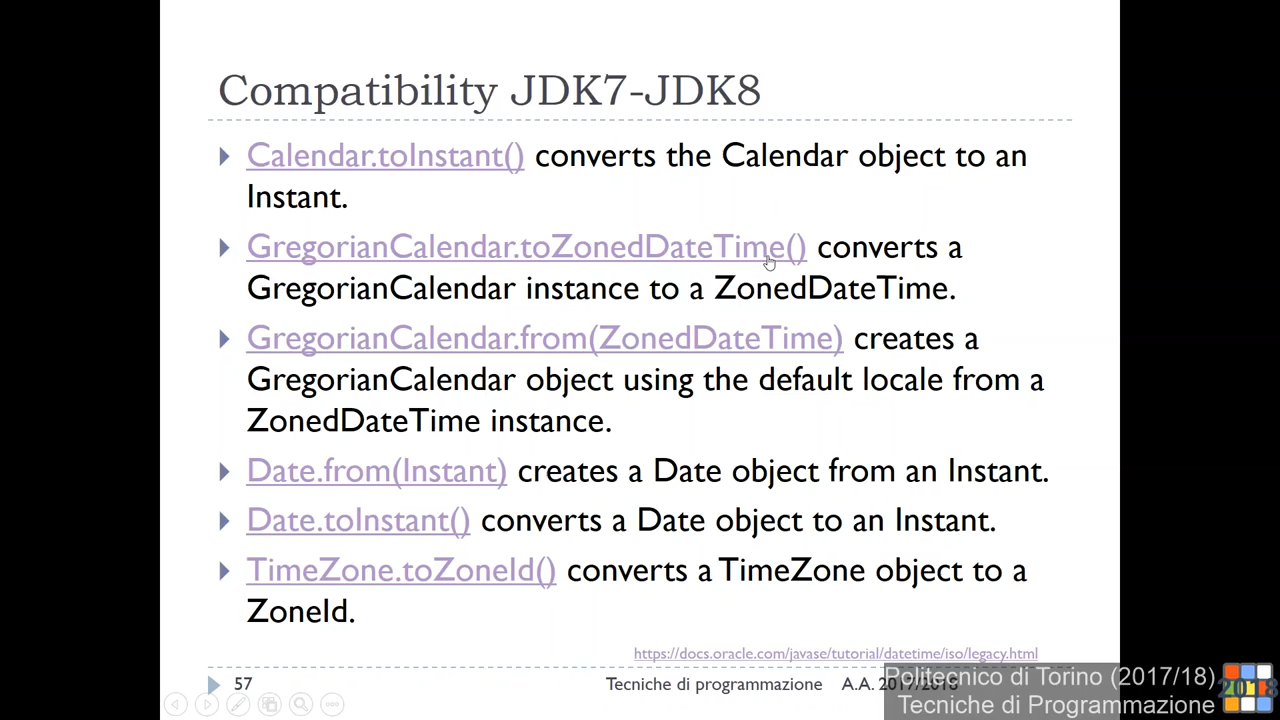 Compatibility JDK7-JDK8
Calendar.toInstant() converts the Calendar object to an
Instant.
GregorianCalendar.toZonedDateTime() converts a
GregorianCalendar instance to a ZonedDateTime.
GregorianCalendar.from(ZonedDateTime) creates a
GregorianCalendar object using the default locale from a
ZonedDateTime instance.
Date.from(Instant) creates a Date object from an Instant.
Date.toInstant() converts a Date object to an Instant.
TimeZone.toZoneId() converts a TimeZone object to a
ZoneId.
https://docs.oracle.com/javase/tutorial/datetime/iso/legacy.html
57 Tecniche di programmazione A.A. 2017/2018
Politecnico di Torino (2017/18)
Tecniche di Programmazione
2018